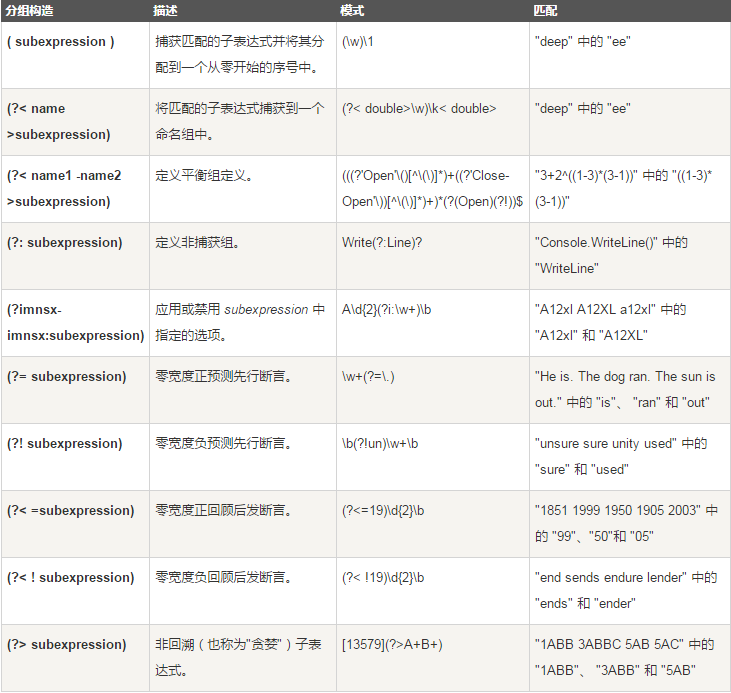 分组构造 描述 模式 匹配
( subexpression ) 捕获匹配的子表达式并将其分 (\w)\1 "deep" 中的 "ee"
配到一个从零开始的序号中。
(?< name 将匹配的子表达式捕获到一个 (?< double>\w)\k< double> "deep" 中的 "ee"
>subexpression) 命名组中。
(?< name1 -name2 定义平衡组定义。 (((?'Open'\()[^\(\)]*)+((?'Close- "3+2^((1-3)*(3-1))" 中的 "((1-3)*
>subexpression) Open'\))[^\(\)]*)+)*(?(Open)(?!))$ (3-1))"
(?: subexpression) 定义非捕获组。 Write(?:Line)? "Console.WriteLine()" 中的
"WriteLine"
(?imnsx- 应用或禁用 subexpression 中 A\d{2}(?i:\w+)\b "A12xl A12XL a12xl" 中的
imnsx:subexpression) 指定的选项。 "A12xl" 和 "A12XL"
(?= subexpression) 零宽度正预测先行断言。 \w+(?=\.) "He is. The dog ran. The sun is
out." 中的 "is"、 "ran" 和 "out"
(?! subexpression) 零宽度负预测先行断言。 \b(?!un)\w+\b "unsure sure unity used" 中的
"sure" 和 "used"
(?< =subexpression) 零宽度正回顾后发断言。 (?<=19)\d{2}\b "1851 1999 1950 1905 2003" 中
的 "99"、"50"和 "05"
(?< ! subexpression) 零宽度负回顾后发断言。 (?< !19)\d{2}\b "end sends endure lender" 中的
"ends" 和 "ender"
(?> subexpression) 非回溯（也称为"贪婪"）子表 [13579](?>A+B+) "1ABB 3ABBC 5AB 5AC" 中的
达式。 "1ABB"、 "3ABB" 和 "5AB"